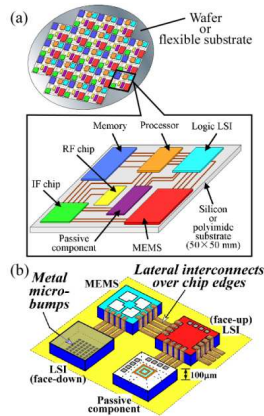 (a)
Wafer
or
flexible substrate
Memory
Processor
Logic LSI
RF chip
IF chip
Passive
component
MEMS
Silicon
or
polyimide
substrate
(50×50 mm)
(b)
Metal
micro-
bumps
MEMS
Lateral interconnects
over chip edges
(face-up)
LSI
LSI
(face-down)
Passive
component
100μm